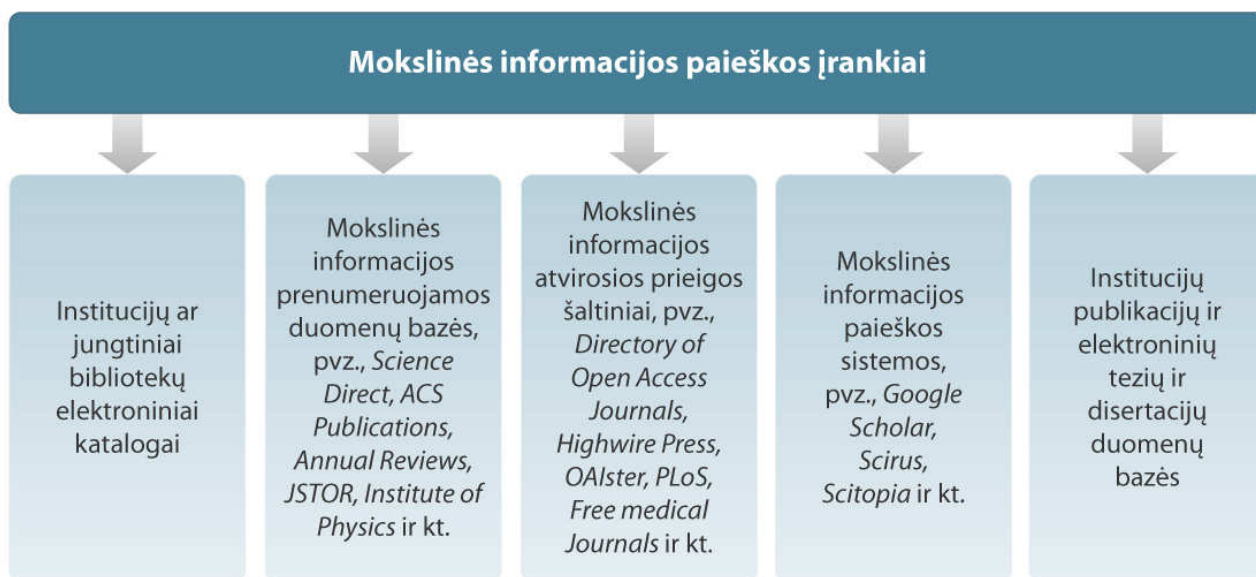 Mokslinės informacijos paieškos įrankiai
Institucijų ar
jungtiniai
bibliotekų
elektroniniai
katalogai
Mokslinės
informacijos
prenumeruojamos
duomenų bazės,
pvz., Science
Direct, ACS
Publications,
Annual Reviews,
JSTOR, Institute of
Physics ir kt.
Mokslinės
informacijos
atvirosios prieigos
šaltiniai, pvz.,
Directory of
Open Access
Journals,
Highwire Press,
OAIster, PLoS,
Free medical
Journals ir kt.
Mokslinės
informacijos
paieškos
sistemos,
pvz., Google
Scholar,
Scirus,
Scitopia ir kt.
Institucijų
publikacijų ir
elektroninių
tezių ir
disertacijų
duomenų
bazės